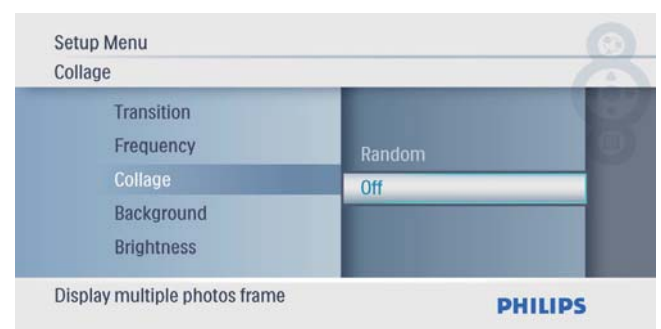 Setup Menu
Collage
Transition
Frequency
Collage
Background
Brightness
Random
Off
Display multiple photos frame
PHILIPS